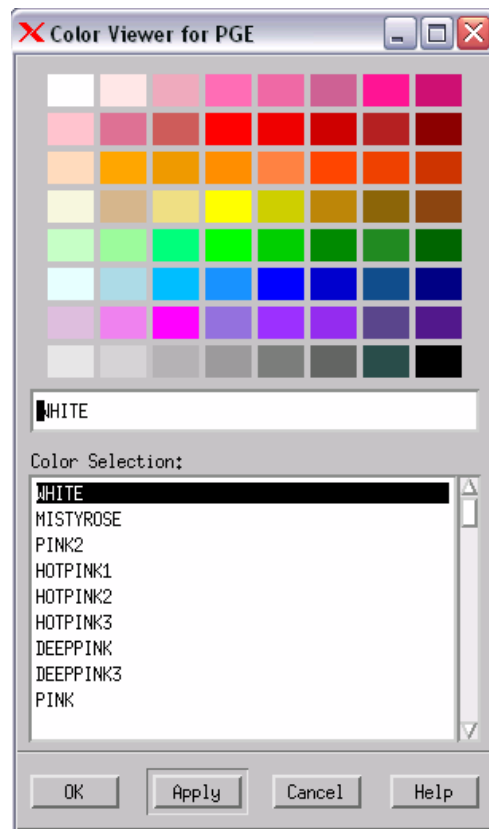 Color Viewer for PGE
WHITE
Color Selection:
WHITE
MISTYROSE
PINK2
HOTPINK1
HOTPINK2
HOTPINK3
DEEPPINK
DEEPPINK3
PINK
OK Apply Cancel Help